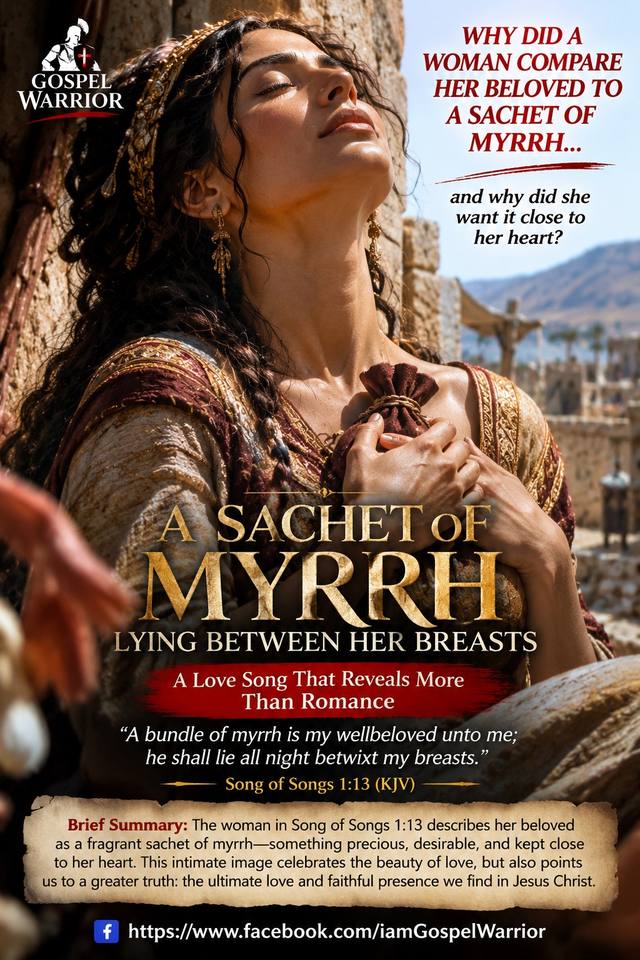 GOSPEL
WARRIOR
WHY DID A
WOMAN COMPARE
HER BELOVED TO
A SACHET OF
MYRRH...
and why did she
want it close to
her heart?
A SACHET OF
MYRRH
LYING BETWEEN HER BREASTS
A Love Song That Reveals More
Than Romance
“A bundle of myrrh is my wellbeloved unto me;
he shall lie all night betwixt my breasts.”
Song of Songs 1:13 (KJV)
Brief Summary: The woman in Song of Songs 1:13 describes her beloved
as a fragrant sachet of myrrh—something precious, desirable, and kept close
to her heart. This intimate image celebrates the beauty of love, but also points
us to a greater truth: the ultimate love and faithful presence we find in Jesus Christ.
f https://www.facebook.com/iamGospelWarrior